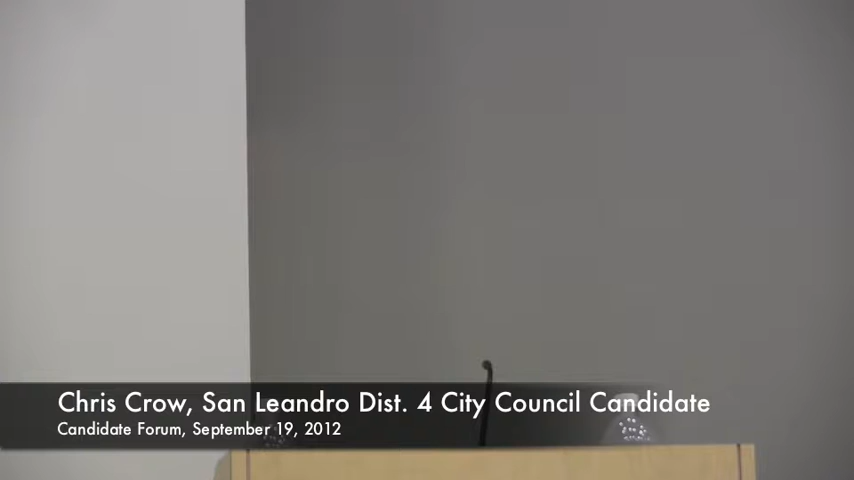 Chris Crow, San Leandro Dist. 4 City Council Candidate
Candidate Forum, September 19, 2012